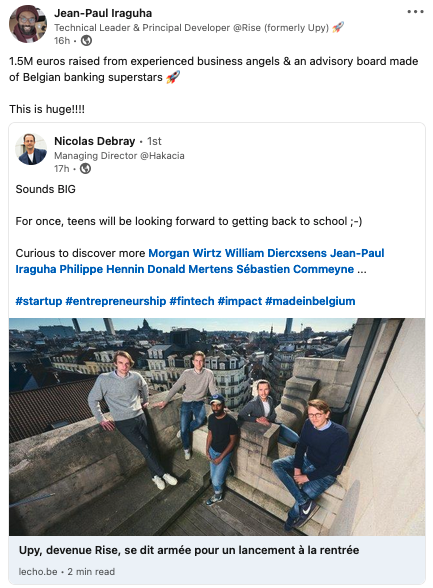 Jean-Paul Iraguha
Technical Leader & Principal Developer @Rise (formerly Upy) 🚀
16h •
1.5M euros raised from experienced business angels & an advisory board made
of Belgian banking superstars 🚀
This is huge!!!!
Nicolas Debray • 1st
Managing Director @Hakacia
17h •
Sounds BIG
For once, teens will be looking forward to getting back to school ;-)
Curious to discover more Morgan Wirtz William Diercxsens Jean-Paul
Iraguha Philippe Hennin Donald Mertens Sébastien Commeyne ...
#startup #entrepreneurship #fintech #impact #madeinbelgium
Upy, devenue Rise, se dit armée pour un lancement à la rentrée
lecho.be • 2 min read